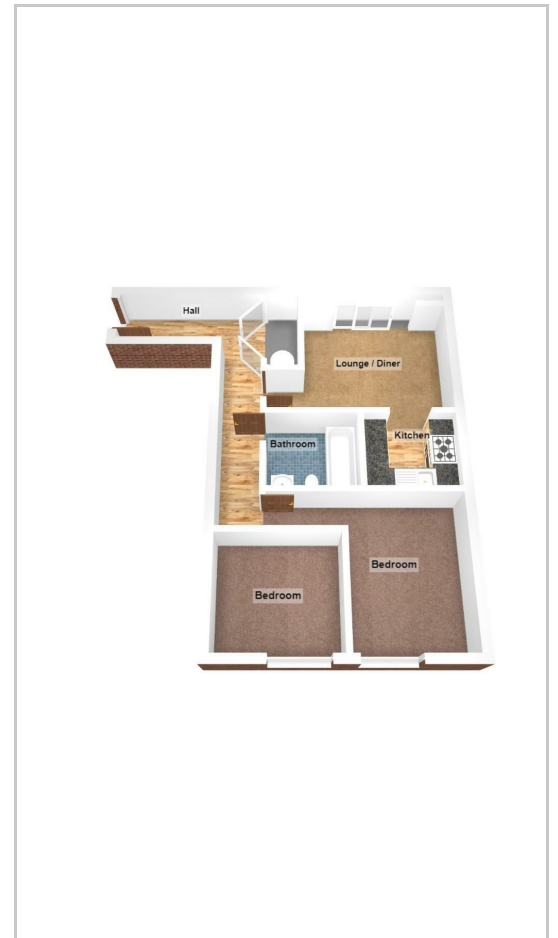 Hall
Lounge / Diner
Kitchen
Bathroom
Bedroom
Bedroom